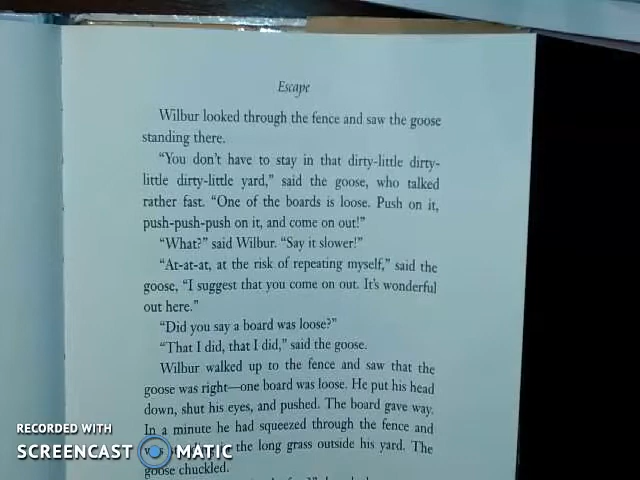 Escape
Wilbur looked through the fence and saw the goose
standing there.
“You don’t have to stay in that dirty-little dirty-
little dirty-little yard,” said the goose, who talked
rather fast. “One of the boards is loose. Push on it,
push-push-push on it, and come on out!”
“What?” said Wilbur. “Say it slower!”
“At-at-at, at the risk of repeating myself,” said the
goose, “I suggest that you come on out. It’s wonderful
out here.”
“Did you say a board was loose?”
“That I did, that I did,” said the goose.
Wilbur walked up to the fence and saw that the
goose was right—one board was loose. He put his head
down, shut his eyes, and pushed. The board gave way.
In a minute he had squeezed through the fence and
the long grass outside his yard. The
goose chuckled.
RECORDED WITH
SCREENCAST MATIC